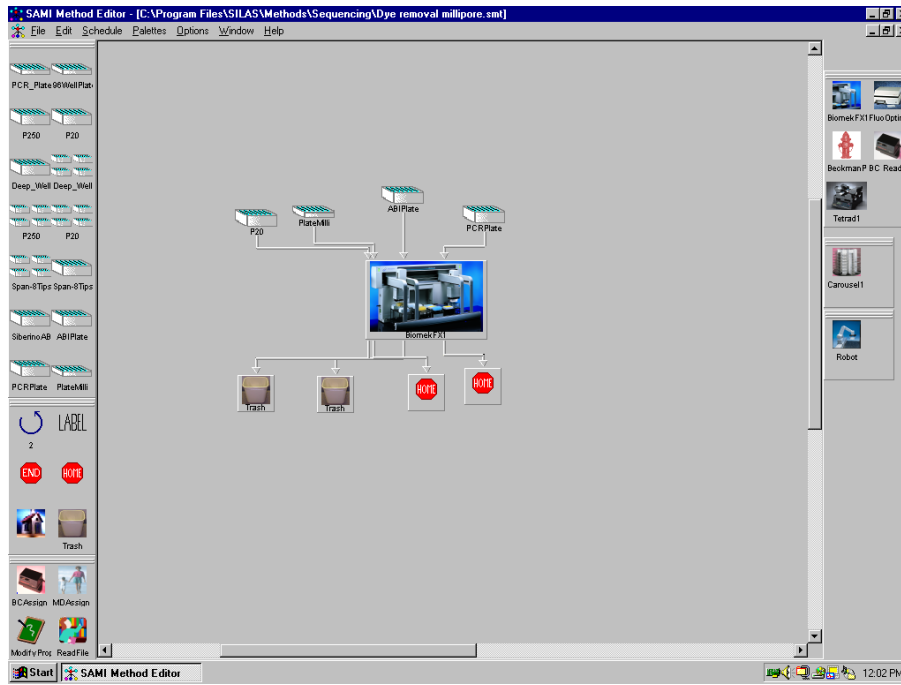 SAMI Method Editor - [C:\Program Files\SILAS\Methods\Sequencing\Dye removal millipore.smt]
File Edit Schedule Palettes Options Window Help
PCR_Plate 96WellPlat
P250 P20
Deep_Well Deep_Well
P250 P20
Span-8Tips Span-8Tips
SiberinoAB ABIPlate
PCRPlate PlateMilli
2 LABEL
END HOME
Trash
BCAssign MDAssign
Modify Proj ReadFile
P20 PlateMilli ABIPlate PCRPlate
BiomekFX1
1
Trash Trash HOME HOME
BiomekFX1 FluoOptir
BeckmanP BC Read
Tetrad1
Carousel1
Robot
Start SAMI Method Editor 12:02 PM